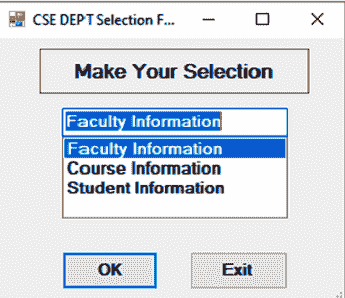 CSE DEPT Selection F...
Make Your Selection
Faculty Information
Faculty Information
Course Information
Student Information
OK
Exit